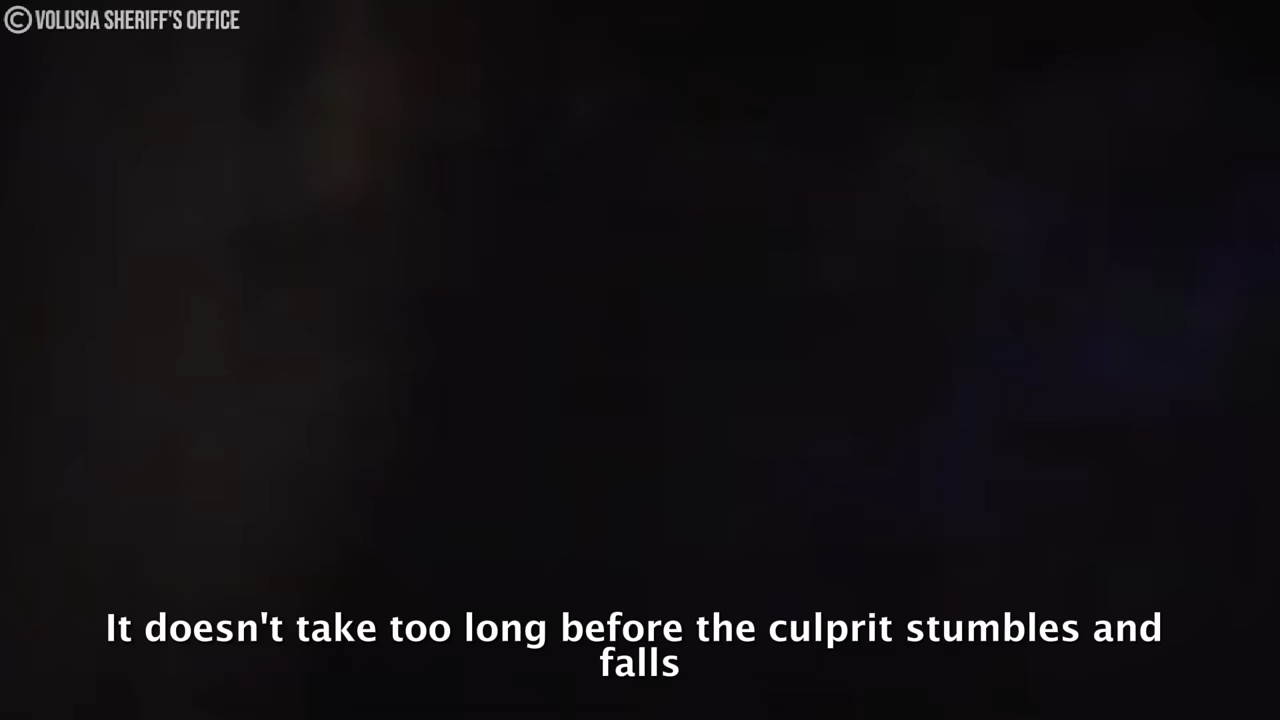 © VOLUSIA SHERIFF'S OFFICE
It doesn't take too long before the culprit stumbles and
falls